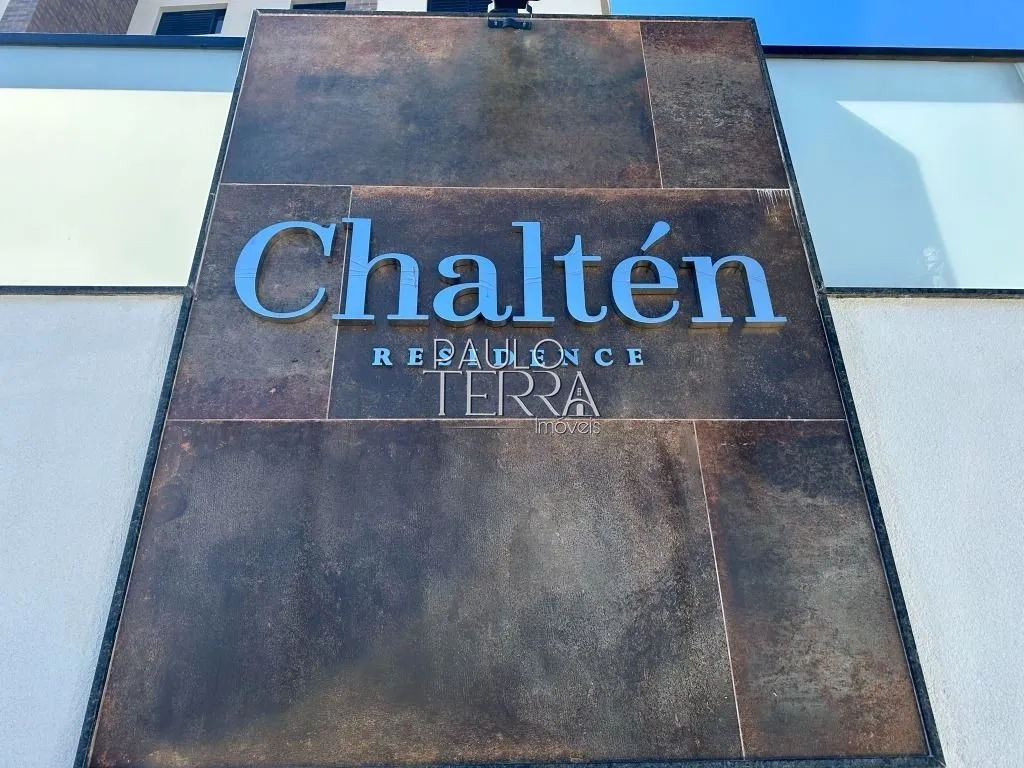 Chaltén
RESIDENCE
PAULO
TERRA
Imóveis